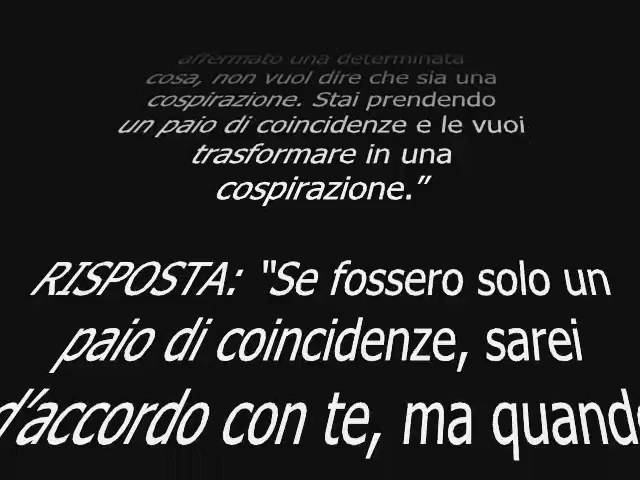 affermato una determinata
cosa, non vuol dire che sia una
cospirazione. Stai prendendo
un paio di coincidenze e le vuoi
trasformare in una
cospirazione.”
RISPOSTA: “Se fossero solo un
paio di coincidenze, sarei
d’accordo con te, ma quando